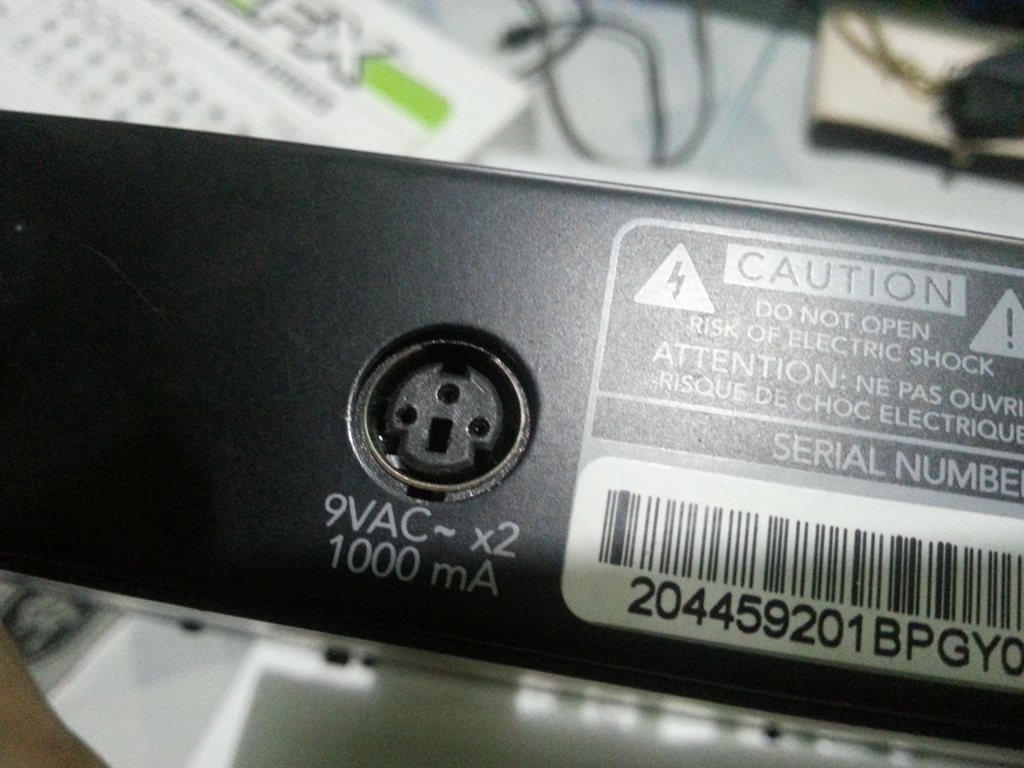 FX
CAUTION
DO NOT OPEN
RISK OF ELECTRIC SHOCK
ATTENTION: NE PAS OUVRI
RISQUE DE CHOC ELECTRIQUE
SERIAL NUMBE
9VAC~ x2
1000 mA
204459201BPGY0